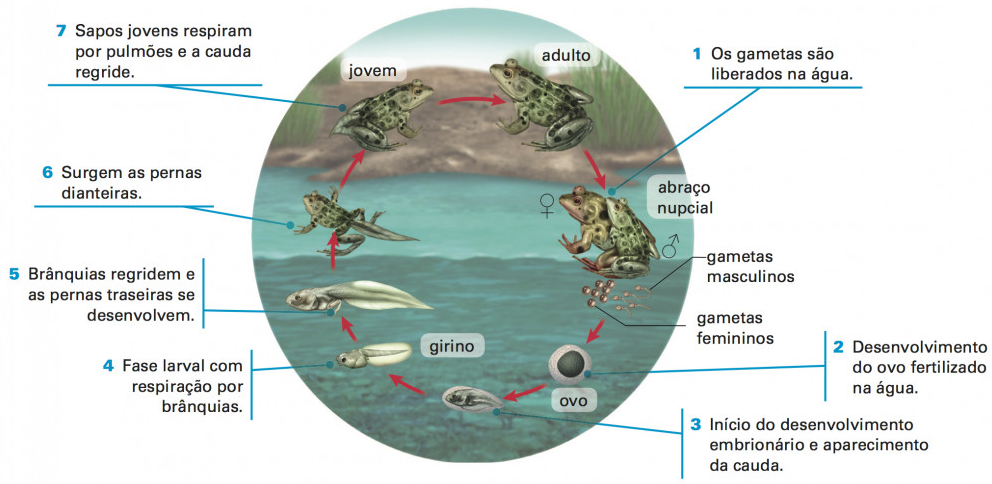 7 Sapos jovens respiram
por pulmões e a cauda
regride.
jovem
adulto
1 Os gametas são
liberados na água.
6 Surgem as pernas
dianteiras.
♀
abraço
nupcial
♂
gametas
masculinos
5 Brânquias regridem e
as pernas traseiras se
desenvolvem.
gametas
femininos
girino
4 Fase larval com
respiração por
brânquias.
2 Desenvolvimento
do ovo fertilizado
na água.
ovo
3 Início do desenvolvimento
embrionário e aparecimento
da cauda.